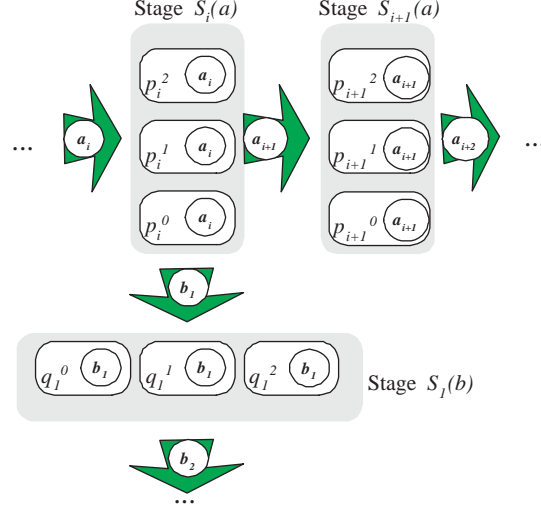 Stage S_i(a)
Stage S_{i+1}(a)
p_i^2 a_i
p_{i+1}^2 a_{i+1}
... a_i
p_i^1 a_i
a_{i+1}
p_{i+1}^1 a_{i+1}
a_{i+2} ...
p_i^0 a_i
p_{i+1}^0 a_{i+1}
b_1
q_1^0 b_1
q_1^1 b_1
q_1^2 b_1
Stage S_1(b)
b_2
...